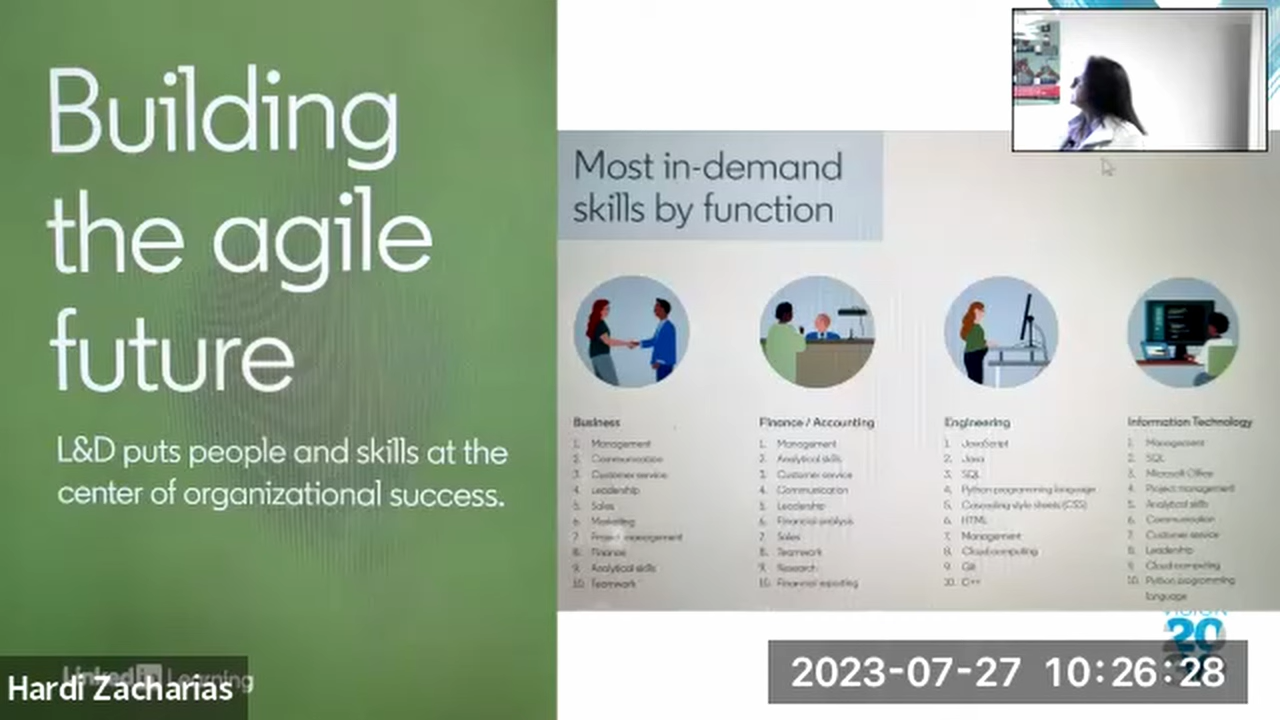 Building
the agile
future
L&D puts people and skills at the
center of organizational success.
Linked in Learning
Hardi Zacharias
Most in-demand
skills by function
Business
1. Management
2. Communication
3. Customer service
4. Leadership
5. Sales
6. Marketing
7. Project management
8. Finance
9. Analytical skills
10. Teamwork
Finance / Accounting
1. Management
2. Analytical skills
3. Customer service
4. Communication
5. Leadership
6. Financial analysis
7. Sales
8. Teamwork
9. Research
10. Financial reporting
Engineering
1. JavaScript
2. Java
3. SQL
4. Python programming language
5. Cascading style sheets (CSS)
6. HTML
7. Management
8. Cloud computing
9. Git
10. C++
Information Technology
1. Management
2. SQL
3. Microsoft Office
4. Project management
5. Analytical skills
6. Communication
7. Customer service
8. Leadership
9. Cloud computing
10. Python programming
language
20
2023-07-27 10:26:28